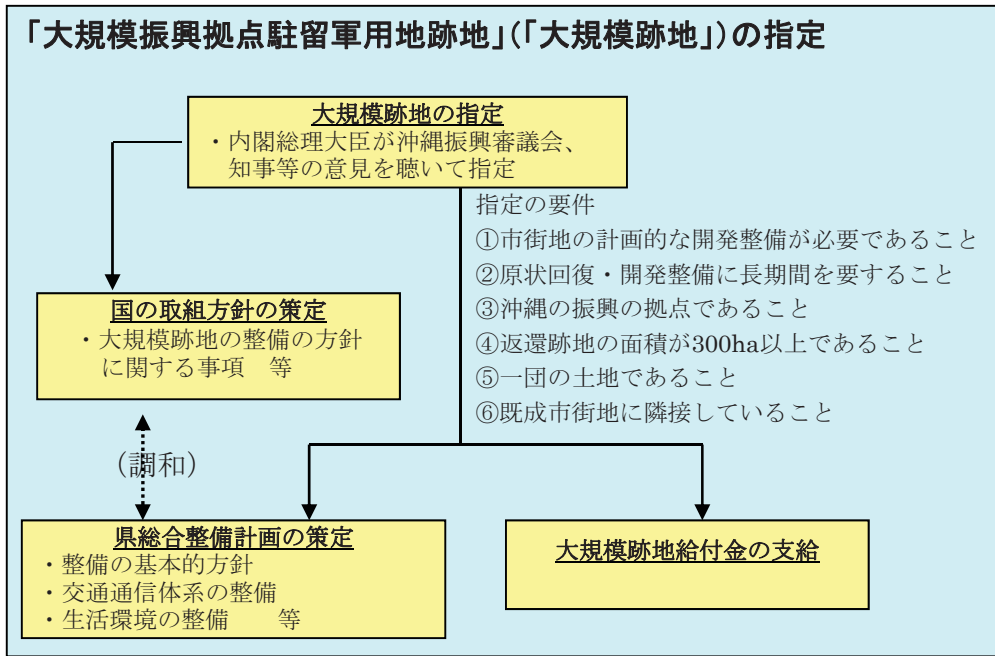 「大規模振興拠点駐留軍用地跡地」(「大規模跡地」)の指定
大規模跡地の指定
・内閣総理大臣が沖縄振興審議会、
知事等の意見を聴いて指定
指定の要件
①市街地の計画的な開発整備が必要であること
②原状回復・開発整備に長期間を要すること
③沖縄の振興の拠点であること
④返還跡地の面積が300ha以上であること
⑤一団の土地であること
⑥既成市街地に隣接していること
国の取組方針の策定
・大規模跡地の整備の方針
に関する事項　等
(調和)
県総合整備計画の策定
・整備の基本的方針
・交通通信体系の整備
・生活環境の整備　　等
大規模跡地給付金の支給